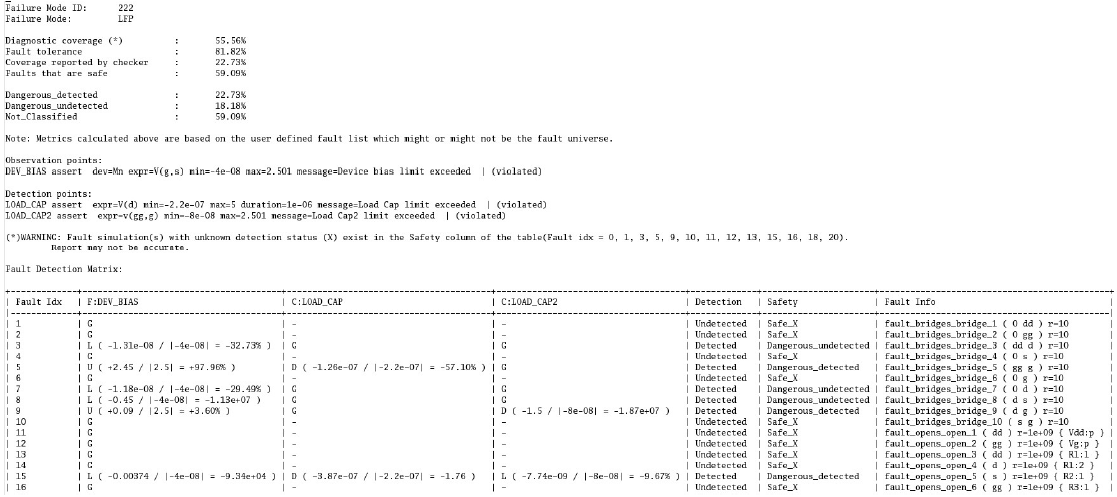 Failure Mode ID: 222
Failure Mode: LFP
Diagnostic coverage (*) : 55.56%
Fault tolerance : 81.82%
Coverage reported by checker : 22.73%
Faults that are safe : 59.09%
Dangerous_detected : 22.73%
Dangerous_undetected : 18.18%
Not_Classified : 59.09%
Note: Metrics calculated above are based on the user defined fault list which might or might not be the fault universe.
Observation points:
DEV_BIAS assert dev=Mn expr=V(g,s) min=-4e-08 max=2.501 message=Device bias limit exceeded | (violated)
Detection points:
LOAD_CAP assert expr=V(d) min=-2.2e-07 max=5 duration=1e-06 message=Load Cap limit exceeded | (violated)
LOAD_CAP2 assert expr=v(gg,g) min=-8e-08 max=2.501 message=Load Cap2 limit exceeded | (violated)
(*)WARNING: Fault simulation(s) with unknown detection status (X) exist in the Safety column of the table(Fault idx = 0, 1, 3, 5, 9, 10, 11, 12, 13, 15, 16, 18, 20).
Report may not be accurate.
Fault Detection Matrix:
| Fault Idx | F:DEV_BIAS | C:LOAD_CAP | C:LOAD_CAP2 | Detection | Safety | Fault Info |
| 1 | G | - | - | Undetected | Safe_X | fault_bridges_bridge_1 ( 0 dd ) r=10 |
| 2 | G | - | - | Undetected | Safe_X | fault_bridges_bridge_2 ( 0 gg ) r=10 |
| 3 | L ( -1.31e-08 / |-4e-08| = -32.73% ) | G | G | Detected | Dangerous_undetected | fault_bridges_bridge_3 ( dd d ) r=10 |
| 4 | G | - | - | Undetected | Safe_X | fault_bridges_bridge_4 ( 0 s ) r=10 |
| 5 | U ( +2.45 / |2.5| = +97.96% ) | D ( -1.26e-07 / |-2.2e-07| = -57.10% ) | G | Detected | Dangerous_detected | fault_bridges_bridge_5 ( gg g ) r=10 |
| 6 | G | - | - | Undetected | Safe_X | fault_bridges_bridge_6 ( 0 g ) r=10 |
| 7 | L ( -1.18e-08 / |-4e-08| = -29.49% ) | G | G | Detected | Dangerous_undetected | fault_bridges_bridge_7 ( 0 d ) r=10 |
| 8 | L ( -0.45 / |-4e-08| = -1.13e+07 ) | G | G | Detected | Dangerous_undetected | fault_bridges_bridge_8 ( d s ) r=10 |
| 9 | U ( +0.09 / |2.5| = +3.60% ) | G | D ( -1.5 / |-8e-08| = -1.87e+07 ) | Detected | Dangerous_detected | fault_bridges_bridge_9 ( d g ) r=10 |
| 10 | G | - | - | Undetected | Safe_X | fault_bridges_bridge_10 ( s g ) r=10 |
| 11 | G | - | - | Undetected | Safe_X | fault_opens_open_1 ( dd ) r=1e+09 { Vdd:p } |
| 12 | G | - | - | Undetected | Safe_X | fault_opens_open_2 ( gg ) r=1e+09 { Vg:p } |
| 13 | G | - | - | Undetected | Safe_X | fault_opens_open_3 ( d ) r=1e+09 { R1:1 } |
| 14 | G | - | - | Undetected | Safe_X | fault_opens_open_4 ( d ) r=1e+09 { R1:2 } |
| 15 | L ( -0.00374 / |-4e-08| = -9.34e+04 ) | D ( -3.87e-07 / |-2.2e-07| = -1.76 ) | L ( -7.74e-09 / |-8e-08| = -9.67% ) | Detected | Dangerous_detected | fault_opens_open_5 ( s ) r=1e+09 { R2:1 } |
| 16 | G | - | - | Undetected | Safe_X | fault_opens_open_6 ( gg ) r=1e+09 { R3:1 } |